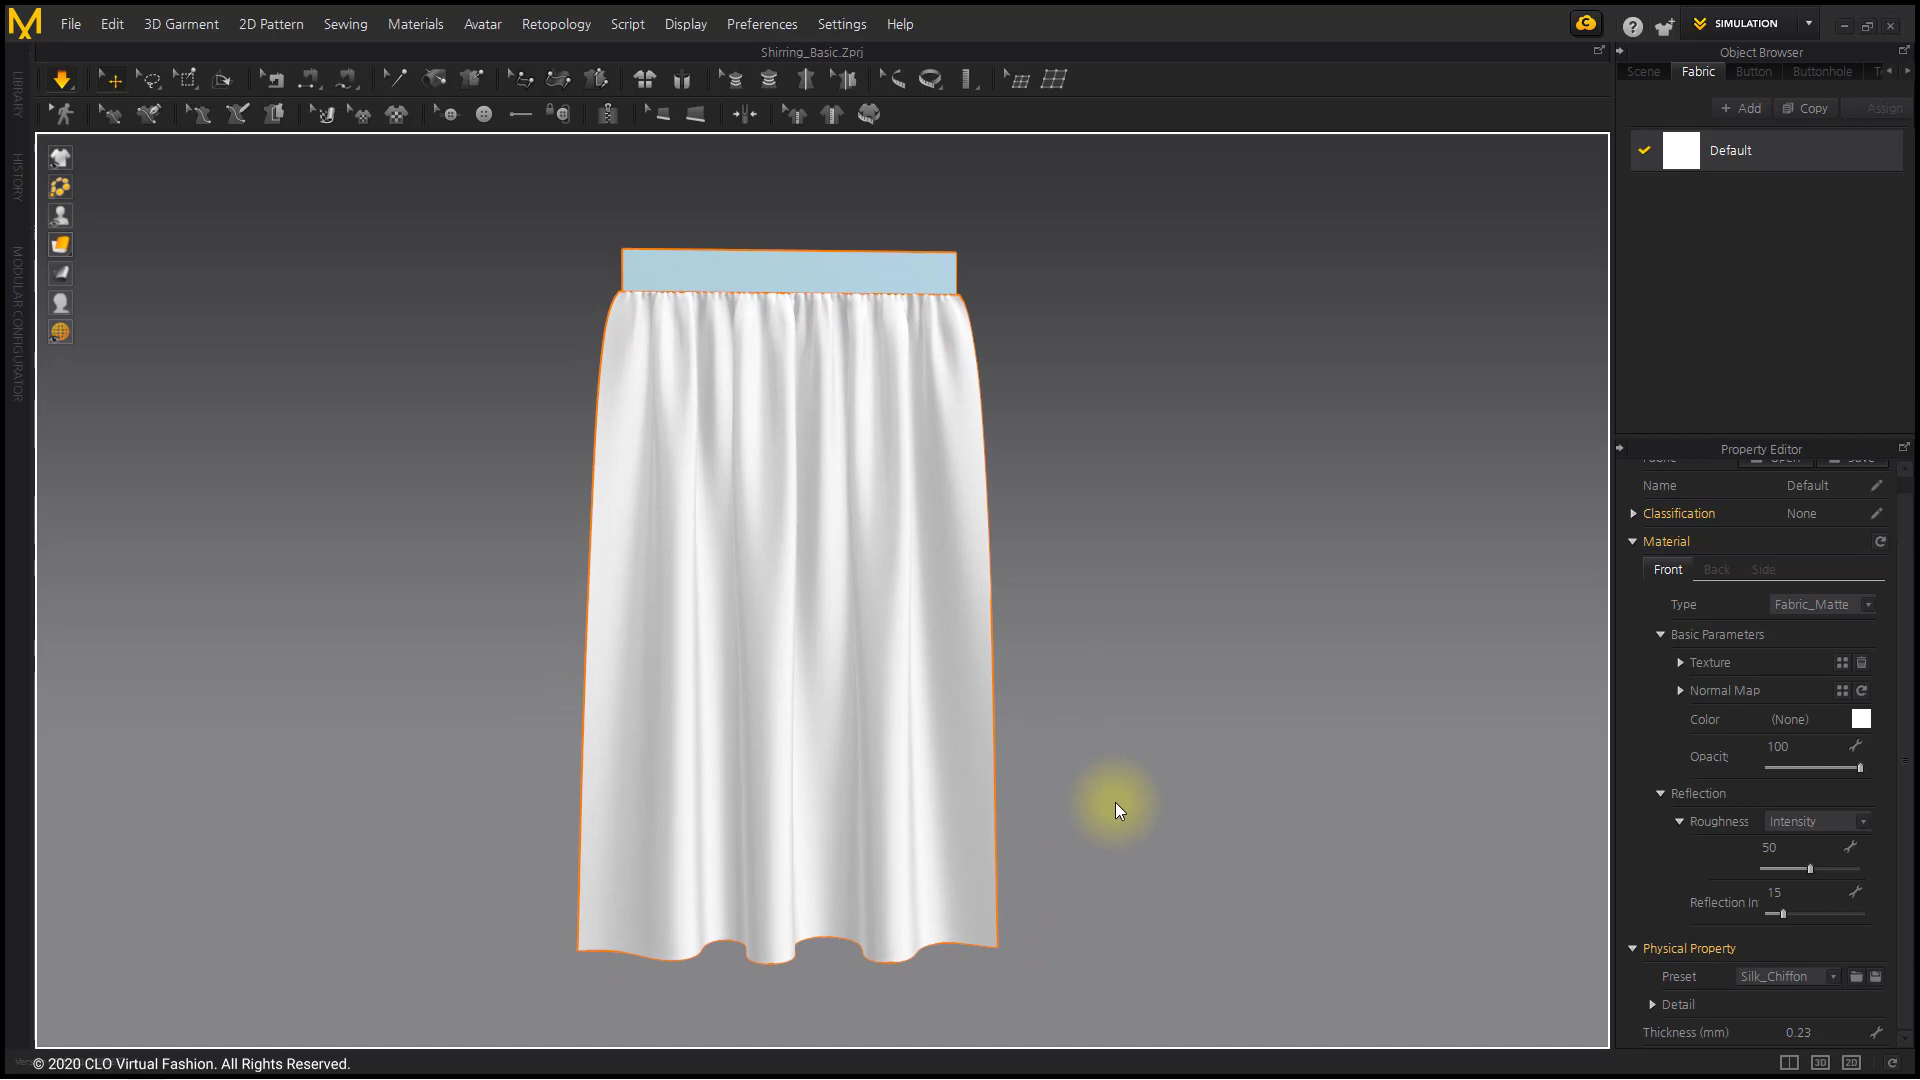 File Edit 3D Garment 2D Pattern Sewing Materials Avatar Retopology Script Display Preferences Settings Help
SIMULATION
Shirring_Basic.Zprj
Object Browser
Scene Fabric Button Buttonhole
Add Copy Assign
Default
LIBRARY
HISTORY
MODULAR CONFIGURATOR
Property Editor
Name Default
Classification None
Material
Front Back Side
Type Fabric_Matte
Basic Parameters
Texture
Normal Map
Color (None)
100
Opacit
Reflection
Roughness Intensity
50
15
Reflection In
Physical Property
Preset Silk_Chiffon
Detail
Thickness (mm) 0.23
© 2020 CLO Virtual Fashion. All Rights Reserved.
3D 2D